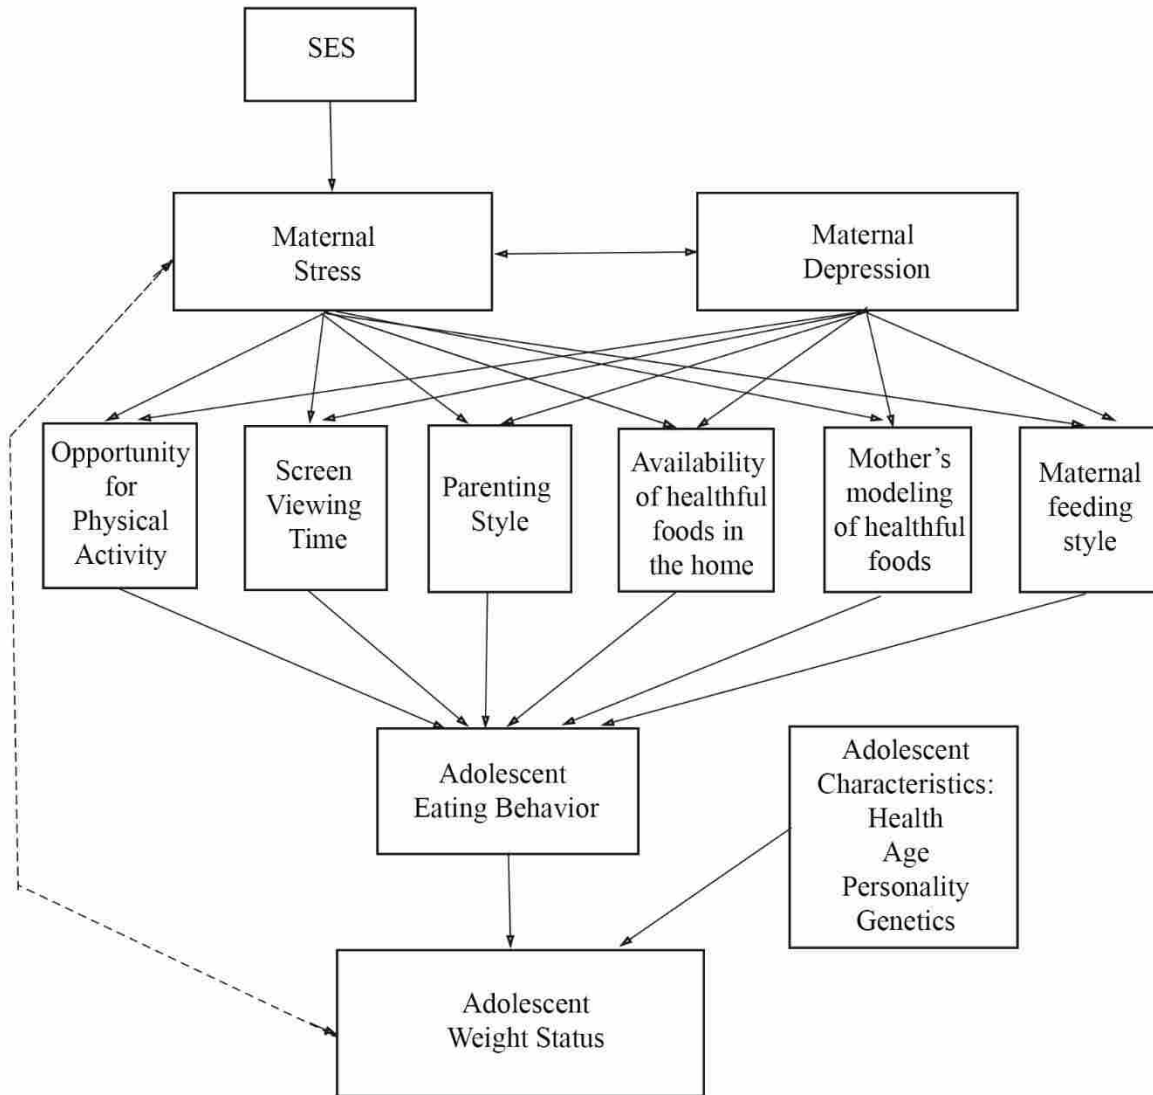 SES
Maternal
Stress
Maternal
Depression
Opportunity
for
Physical
Activity
Screen
Viewing
Time
Parenting
Style
Availability
of healthful
foods in
the home
Mother’s
modeling
of healthful
foods
Maternal
feeding
style
Adolescent
Eating Behavior
Adolescent
Characteristics:
Health
Age
Personality
Genetics
Adolescent
Weight Status